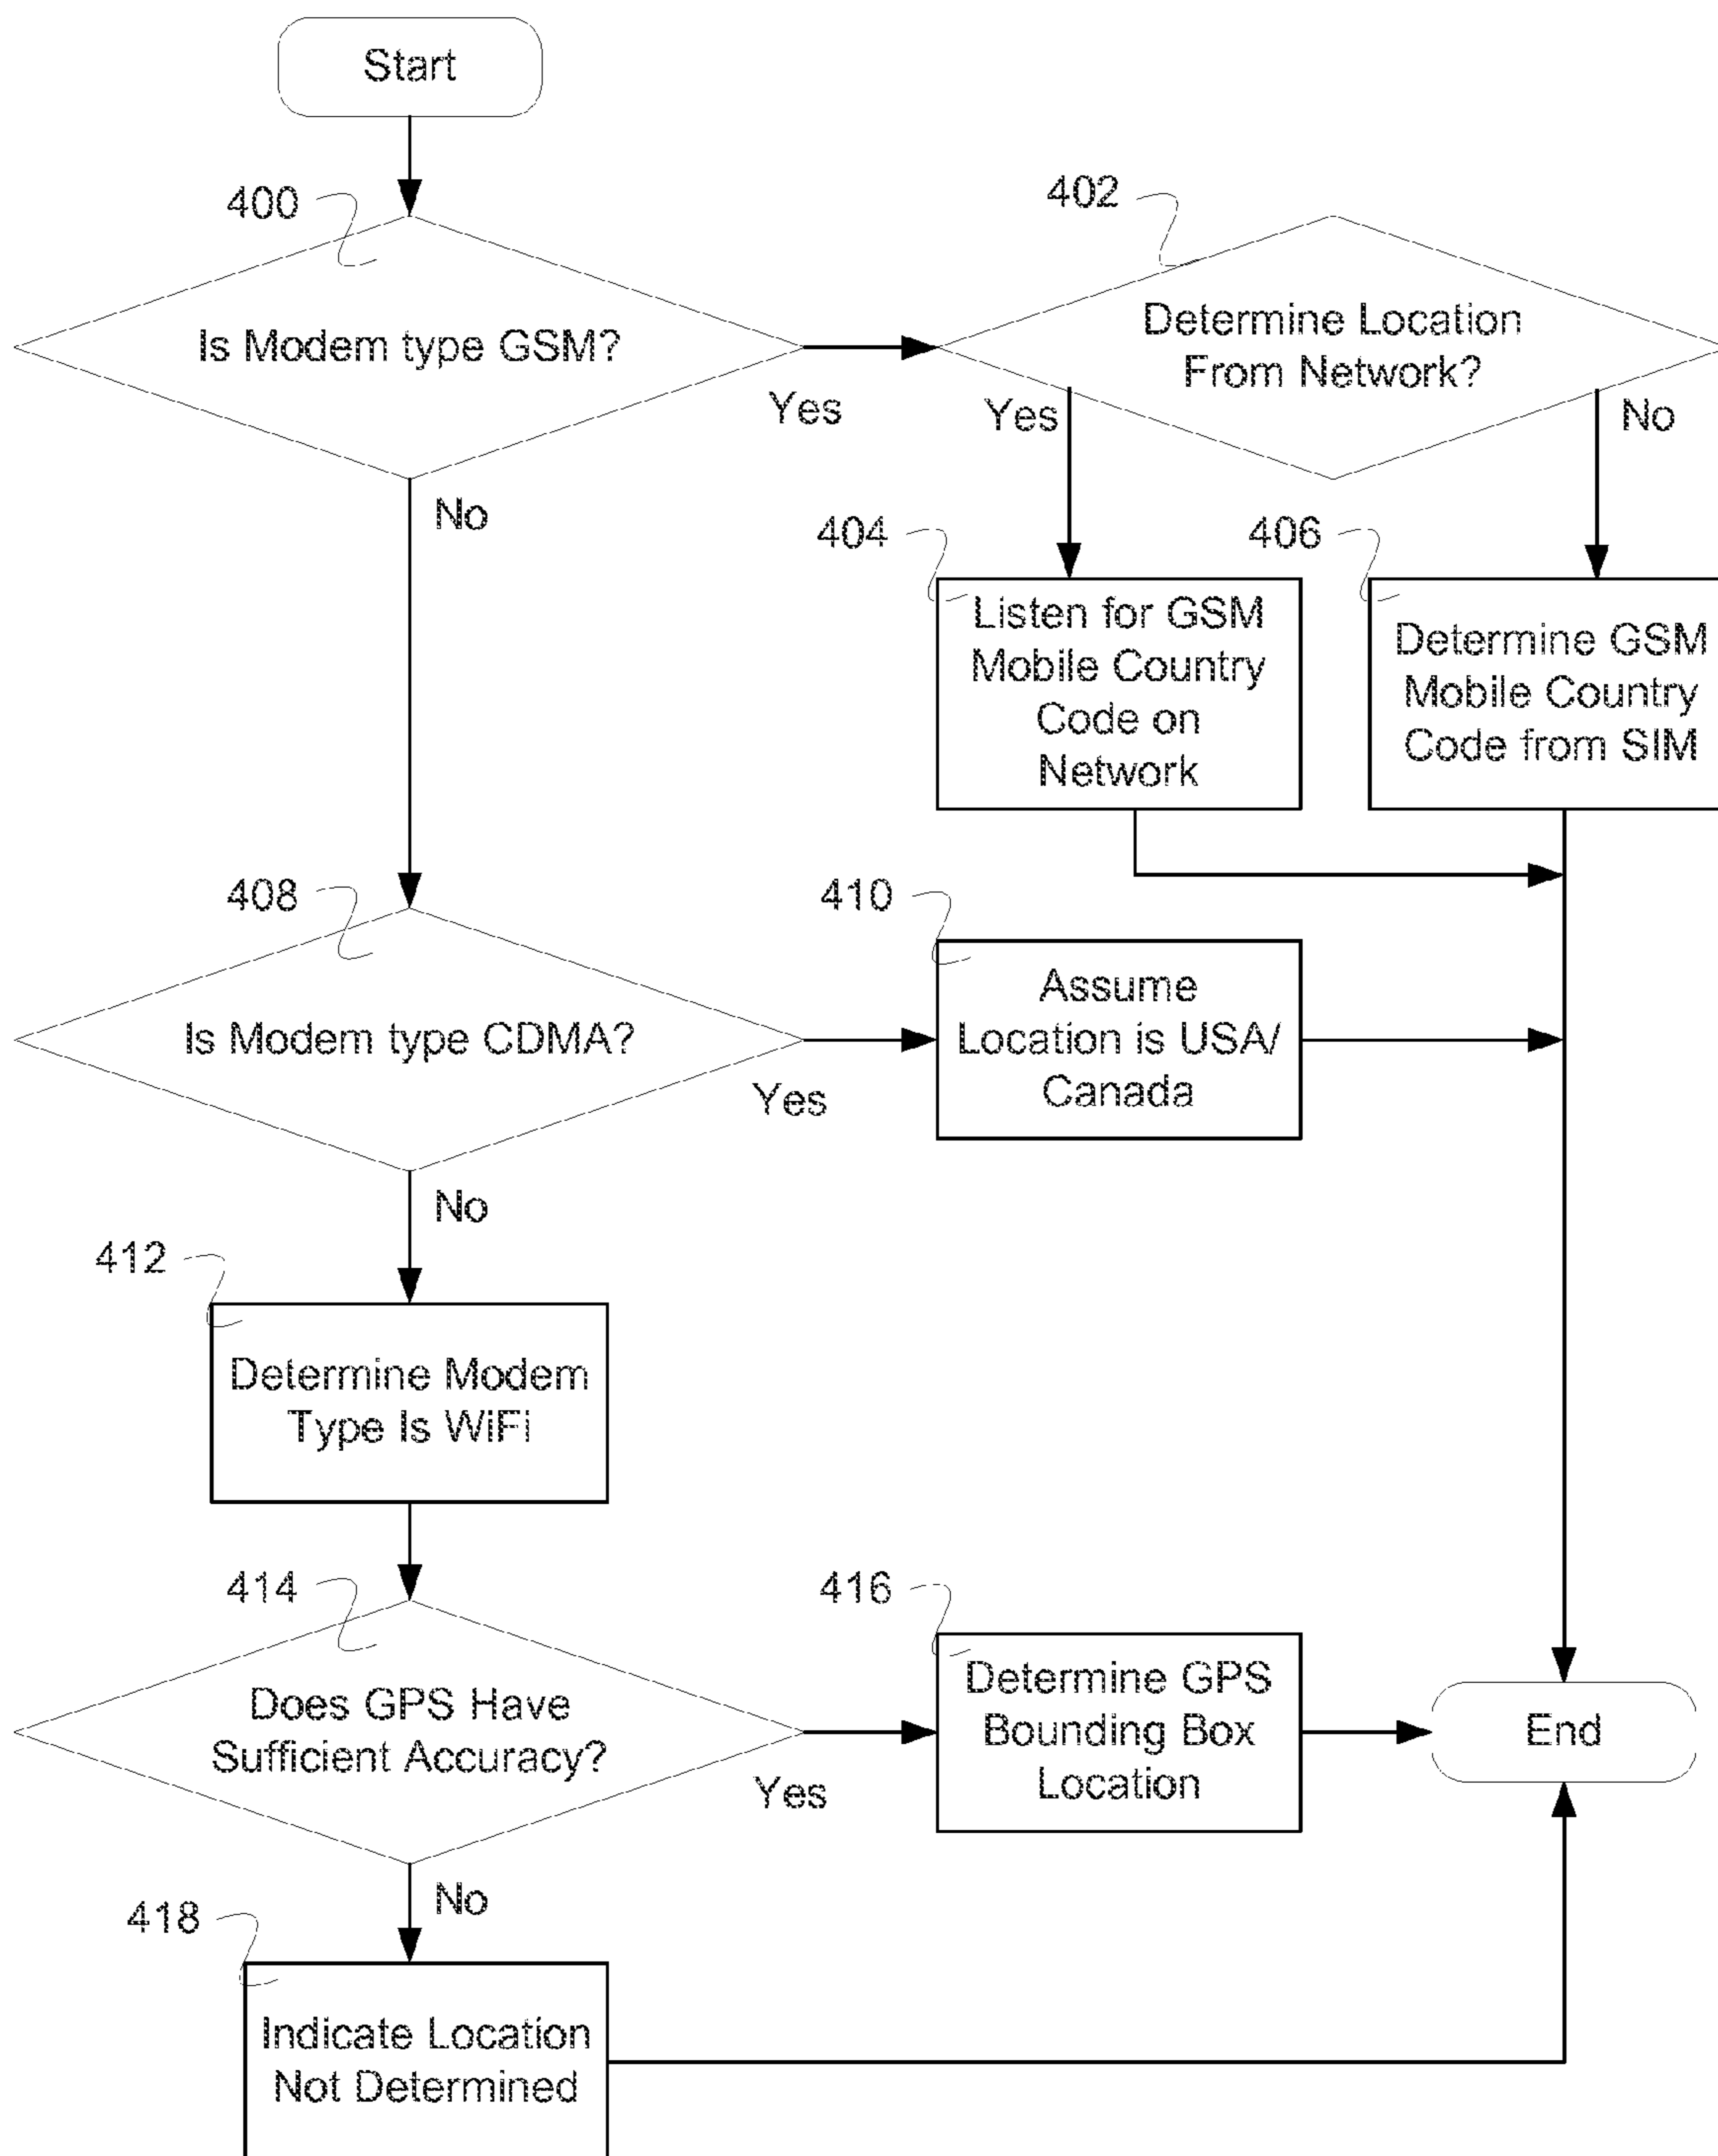 Start
400
402
Is Modem type GSM?
Determine Location
From Network?
Yes
Yes
No
No
404
406
Listen for GSM
Mobile Country
Code on
Network
Determine GSM
Mobile Country
Code from SIM
408
410
Is Modem type CDMA?
Assume
Location is USA/
Canada
Yes
No
412
Determine Modem
Type Is WiFi
414
416
Does GPS Have
Sufficient Accuracy?
Determine GPS
Bounding Box
Location
End
Yes
No
418
Indicate Location
Not Determined